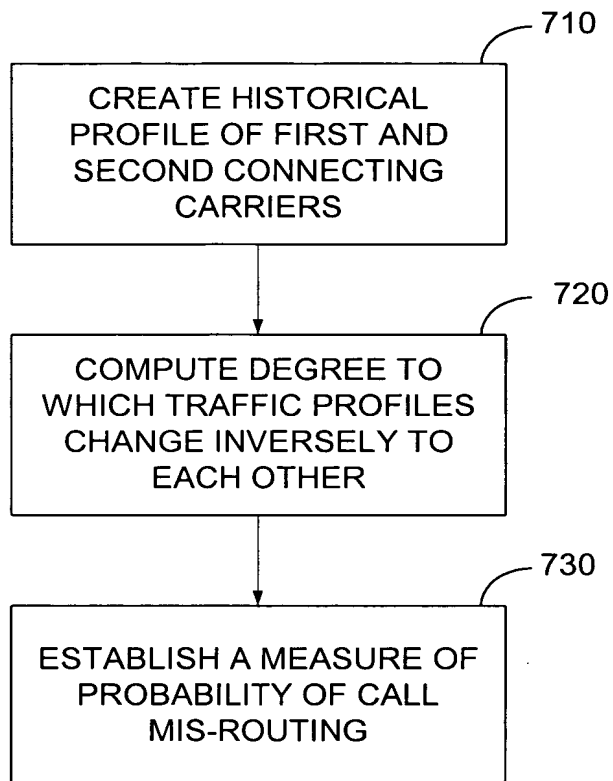 710
CREATE HISTORICAL
PROFILE OF FIRST AND
SECOND CONNECTING
CARRIERS
720
COMPUTE DEGREE TO
WHICH TRAFFIC PROFILES
CHANGE INVERSELY TO
EACH OTHER
730
ESTABLISH A MEASURE OF
PROBABILITY OF CALL
MIS-ROUTING